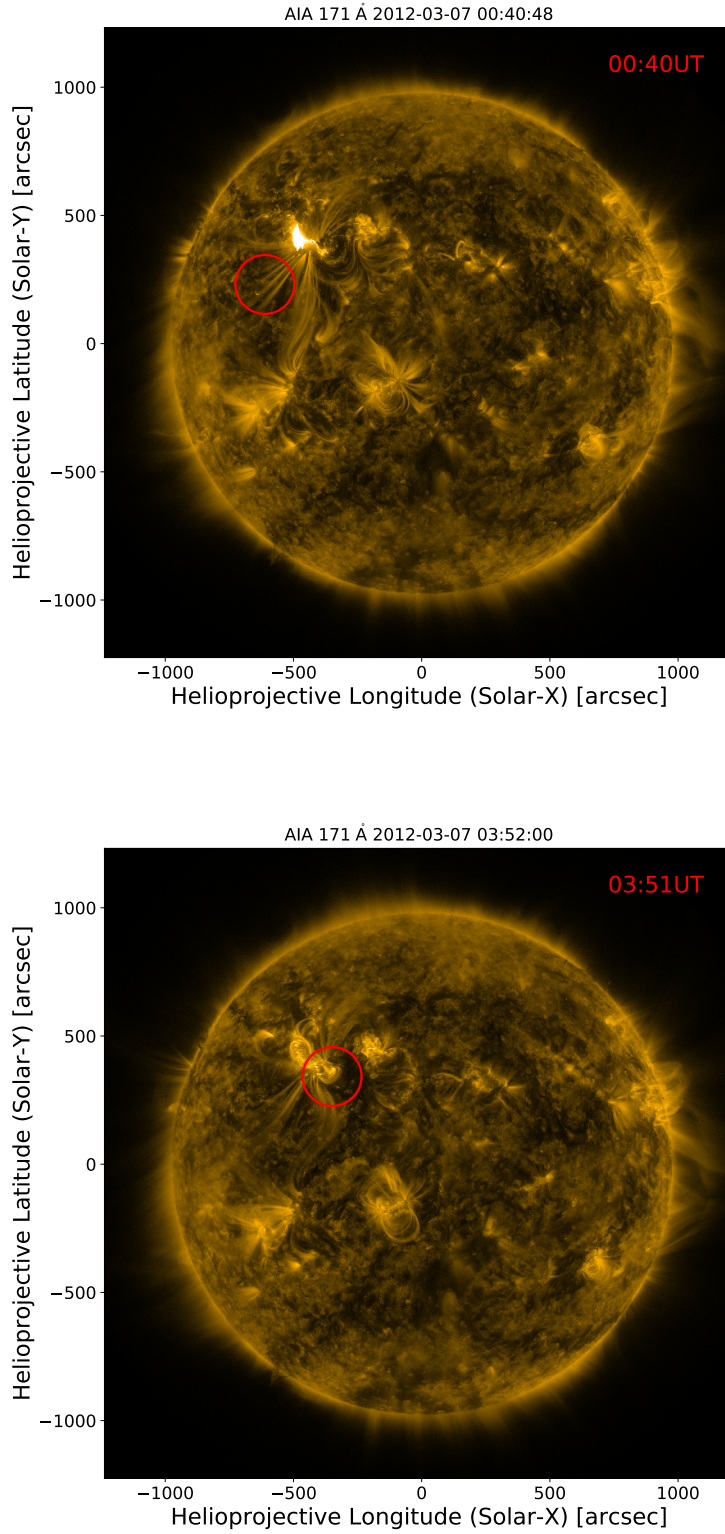 AIA 171 Å 2012-03-07 00:40:48
00:40UT
1000
500
0
−500
−1000
Helioprojective Latitude (Solar-Y) [arcsec]
−1000 −500 0 500 1000
Helioprojective Longitude (Solar-X) [arcsec]
AIA 171 Å 2012-03-07 03:52:00
03:51UT
1000
500
0
−500
−1000
Helioprojective Latitude (Solar-Y) [arcsec]
−1000 −500 0 500 1000
Helioprojective Longitude (Solar-X) [arcsec]